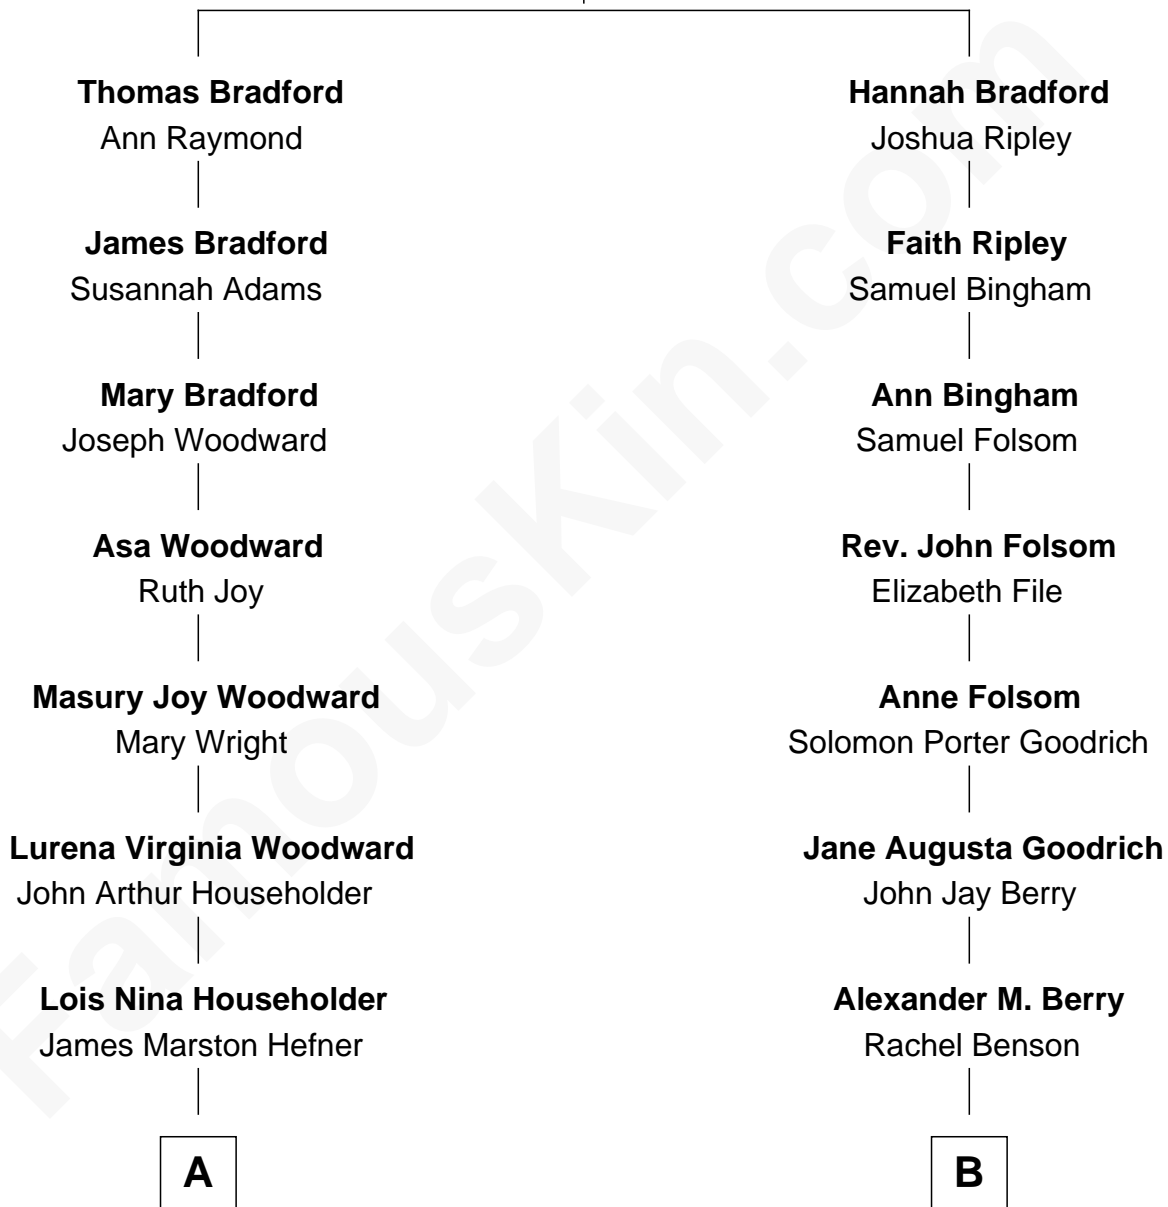 Thomas Bradford
Ann Raymond
Hannah Bradford
Joshua Ripley
James Bradford
Susannah Adams
Faith Ripley
Samuel Bingham
Mary Bradford
Joseph Woodward
Ann Bingham
Samuel Folsom
Asa Woodward
Ruth Joy
Rev. John Folsom
Elizabeth File
Masury Joy Woodward
Mary Wright
Anne Folsom
Solomon Porter Goodrich
Lurena Virginia Woodward
John Arthur Householder
Jane Augusta Goodrich
John Jay Berry
Lois Nina Householder
James Marston Hefner
Alexander M. Berry
Rachel Benson
A
B
FamousKin.com